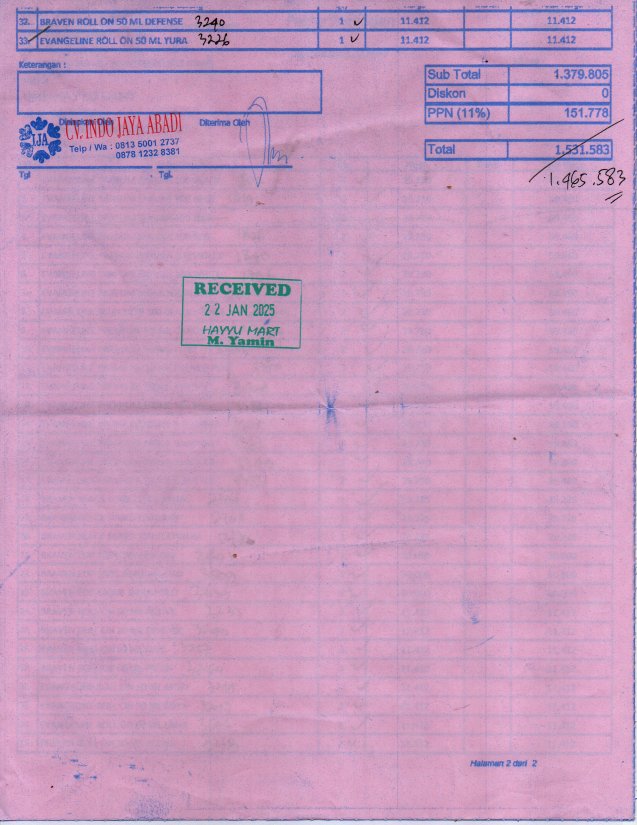 32. BRAVEN ROLL ON 50 ML DEFENSE 3240 1 ✓ 11.412 11.412
33. EVANGELINE ROLL ON 50 ML YURA 3226 1 ✓ 11.412 11.412
Keterangan :
Sub Total 1.379.805
Diskon 0
PPN (11%) 151.778
Total 1.531.583
1.465.583
Diterima Oleh
IJA CV. INDO JAYA ABADI
Telp / Wa : 0813 5001 2737
0878 1232 8381
Tgl. Tgl.
RECEIVED
22 JAN 2025
HAYYU MART
M. Yamin
Halaman 2 dari 2